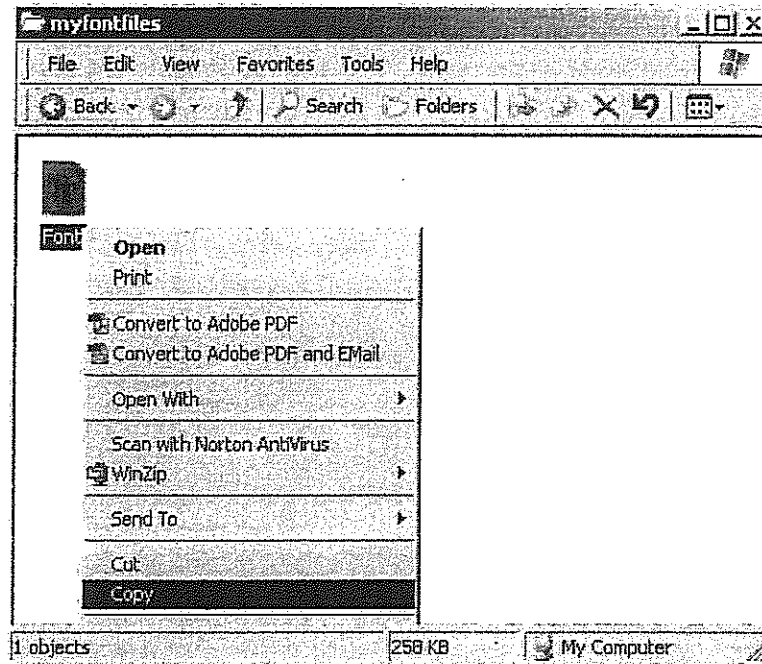 myfontfiles
File Edit View Favorites Tools Help
Back Search Folders
Font
Open
Print
Convert to Adobe PDF
Convert to Adobe PDF and EMail
Open With
Scan with Norton AntiVirus
WinZip
Send To
Cut
Copy
1 objects 258 KB My Computer